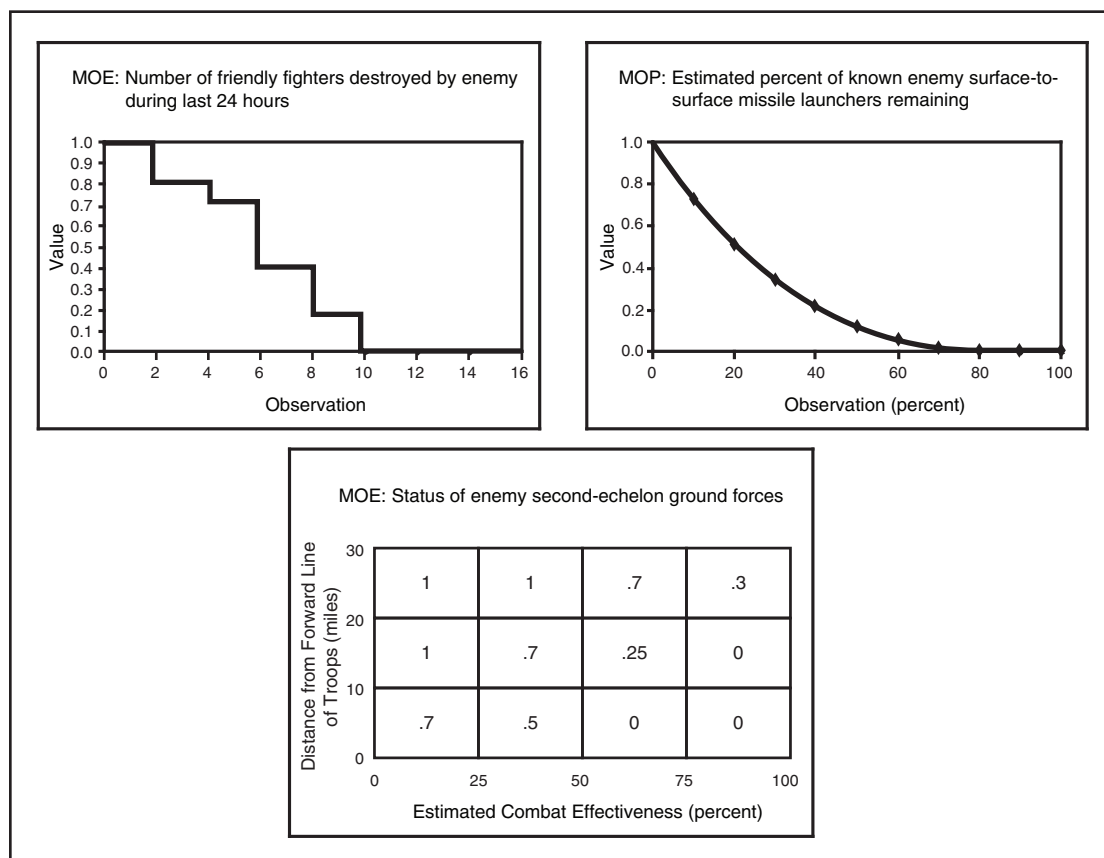 MOE: Number of friendly fighters destroyed by enemy
during last 24 hours
Value
1.0
0.9
0.8
0.7
0.6
0.5
0.4
0.3
0.2
0.1
0.0
0 2 4 6 8 10 12 14 16
Observation
MOP: Estimated percent of known enemy surface-to-
surface missile launchers remaining
Value
1.0
0.8
0.6
0.4
0.2
0.0
0 20 40 60 80 100
Observation (percent)
MOE: Status of enemy second-echelon ground forces
Distance from Forward Line
of Troops (miles)
30
1 1 .7 .3
20
1 .7 .25 0
10
.7 .5 0 0
0
0 25 50 75 100
Estimated Combat Effectiveness (percent)